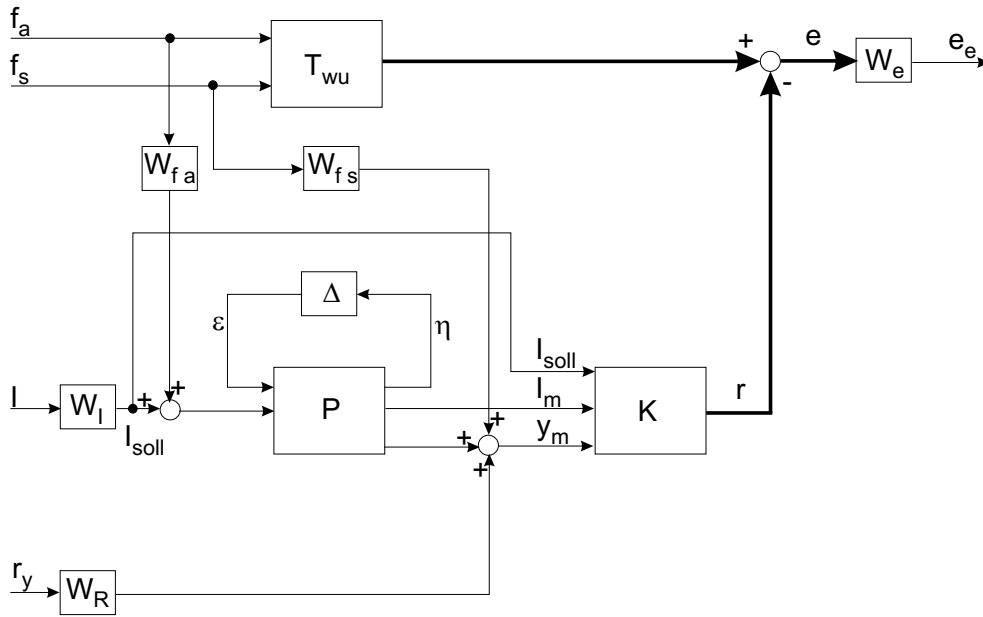 f_a
f_s
T_wu
+
e
W_e
e_e
-
W_f a
W_f s
Δ
ε
η
I_soll
I
W_I
+
+
I_soll
P
I_m
+
+
y_m
+
K
r
r_y
W_R